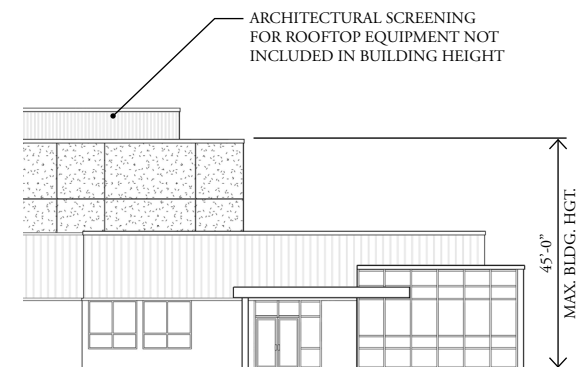 ARCHITECTURAL SCREENING
FOR ROOFTOP EQUIPMENT NOT
INCLUDED IN BUILDING HEIGHT
45'-0"
MAX. BLDG. HGT.